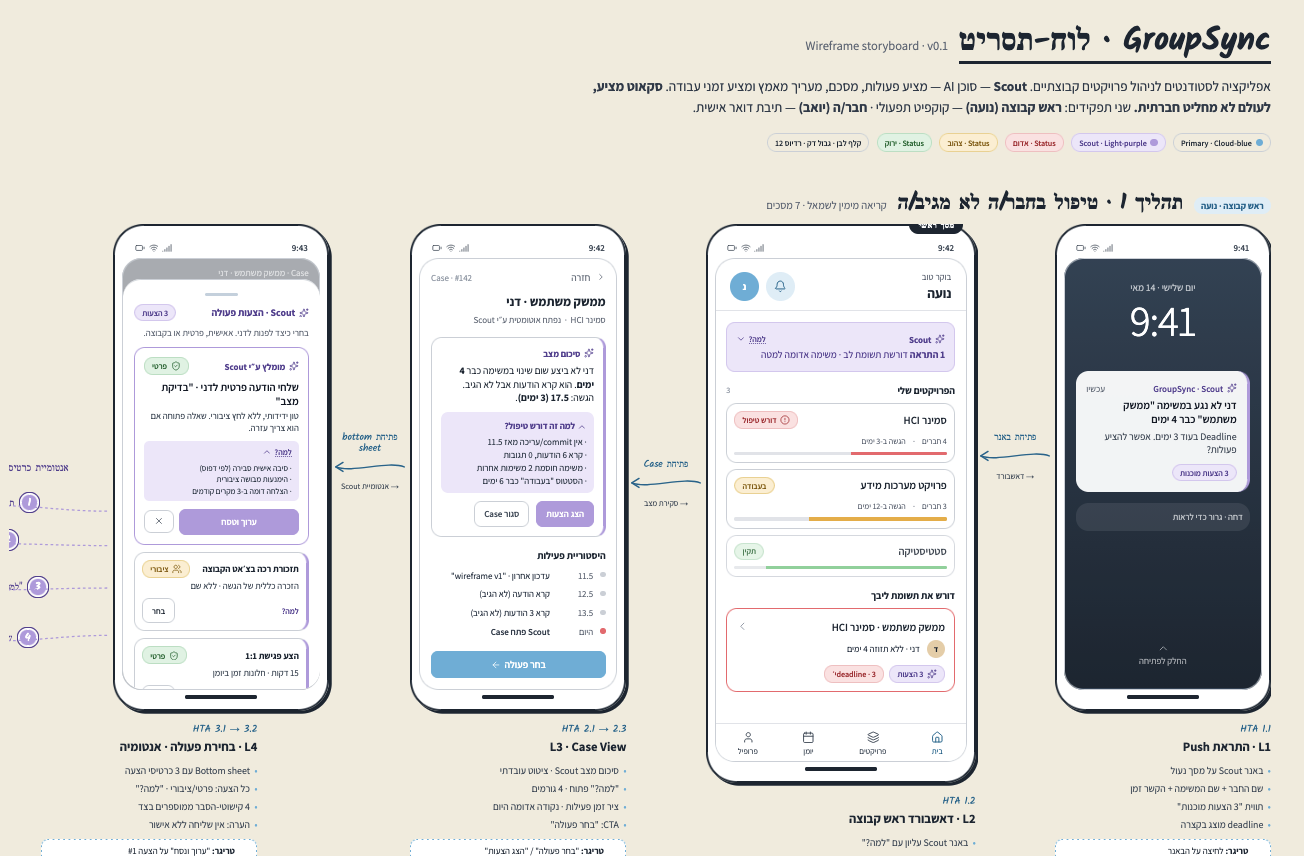 GroupSync · לוח-תסריט Wireframe storyboard · v0.1
אפליקציה לסטודנטים לניהול פרויקטים קבוצתיים. Scout — סוכן AI — מציע פעולות, מסכם, מעריך מאמץ ומציע זמני עבודה. סקאוט מציע,
לעולם לא מחליט חברתית. שני תפקידים: ראש קבוצה (נועה) — קוקפיט תפעולי · חבר/ה (יואב) — תיבת דואר אישית.
Primary · Cloud-blue
Scout · Light-purple
Status · אדום
Status · צהוב
Status · ירוק
קלף לבן · גבול דק · רדיוס 12
ראש קבוצה · נועה
תהליך 1 · טיפול בחבר/ה לא מגיב/ה קריאה מימין לשמאל · 7 מסכים
9:41
יום שלישי · 14 מאי
9:41
GroupSync · Scout עכשיו
דני לא נגע במשימה "ממשק
משתמש" כבר 4 ימים
Deadline בעוד 3 ימים. אפשר להציע
פעולות?
3 הצעות מוכנות
דחה · גרור כדי לראות
החלק לפתיחה
HTA 1.1
L1 · התראת Push
באנר Scout על מסך נעול
שם החבר + שם המשימה + הקשר זמן
תווית "3 הצעות מוכנות"
deadline מוצג בקצרה
טריגר: לחיצה על הבאנר
פתיחת באנר
→ דאשבורד
מסך ראשי
9:42
בוקר טוב
נועה
נ
Scout למה?
1 התראה דורשת תשומת לב · משימה אדומה למטה
הפרויקטים שלי 3
סמינר HCI דורש טיפול
4 חברים · הגשה ב-3 ימים
פרויקט מערכות מידע בעבודה
3 חברים · הגשה ב-12 ימים
סטטיסטיקה תקין
דורש את תשומת ליבך
ממשק משתמש · סמינר HCI
ד
דני · ללא תזוזה 4 ימים
3 הצעות
deadline · 3י'
בית
פרויקטים
יומן
פרופיל
HTA 1.2
L2 · דאשבורד ראש קבוצה
באנר Scout עליון עם "למה?"
פתיחת Case
→ סקירת מצב
9:42
חזרה Case · #142
ממשק משתמש · דני
סמינר HCI · נפתח אוטומטית ע״י Scout
סיכום מצב
דני לא ביצע שום שינוי במשימה כבר 4
ימים. הוא קרא הודעות אבל לא הגיב.
הגשה: 17.5 (3 ימים).
למה זה דורש טיפול?
· אין commit/עריכה מאז 11.5
· קרא 6 הודעות, 0 תגובות
· משימה חוסמת 2 משימות אחרות
· הסטטוס "בעבודה" כבר 6 ימים
הצג הצעות
סגור Case
היסטוריית פעילות
11.5 עדכון אחרון · "wireframe v1"
12.5 קרא הודעה (לא הגיב)
13.5 קרא 3 הודעות (לא הגיב)
היום Scout פתח Case
בחר פעולה ←
HTA 2.1 → 2.3
L3 · Case View
סיכום מצב Scout · ציטוט עובדתי
"למה?" פתוח · 4 גורמים
ציר זמן פעילות · נקודה אדומה היום
CTA: "בחר פעולה"
טריגר: "בחר פעולה" / "הצג הצעות"
פתיחת bottom
sheet
→ אנטומיית Scout
9:43
Case · ממשק משתמש · דני
Scout · הצעות פעולה 3 הצעות
בחרי כיצד לפנות לדני. אאישית, פרטית או בקבוצה.
מומלץ ע״י Scout פרטי
שלחי הודעה פרטית לדני · "בדיקת
מצב"
טון ידידותי, ללא לחץ ציבורי. שאלה פתוחה אם
הוא צריך עזרה.
למה?
· סיבה אישית סבירה (לפי דפוס)
· הימנעות מבושה ציבורית
· הצלחה דומה ב-3 מקרים קודמים
ערוך וטסח
תזכורת רכה בצ׳אט הקבוצה ציבורי
הזכרה כללית של הגשה · ללא שם
למה? בחר
הצע פגישת 1:1 פרטי
15 דקות · חלונות זמן ביומן
HTA 3.1 → 3.2
L4 · בחירת פעולה · אנטומיה
Bottom sheet עם 3 כרטיסי הצעה
כל הצעה: פרטי/ציבורי · "למה?"
4 קישוטי-הסבר ממוספרים בצד
הערה: אין שליחה ללא אישור
טריגר: "ערוך ונסח" על הצעה #1
אנטומיית כרטיס
1
3
4